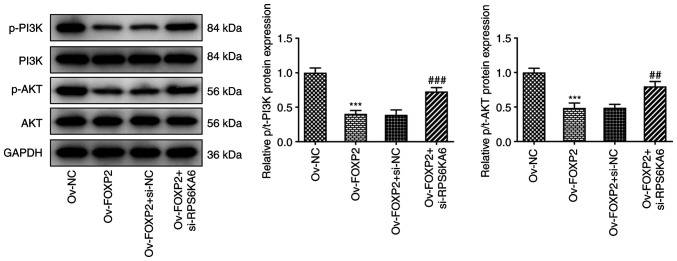 p-PI3K 84 kDa
PI3K 84 kDa
p-AKT 56 kDa
AKT 56 kDa
GAPDH 36 kDa
Ov-NC
Ov-FOXP2
Ov-FOXP2+si-NC
Ov-FOXP2+
si-RPS6KA6
Relative p/t-PI3K protein expression
1.5
1.0
0.5
0.0
***
###
Ov-NC
Ov-FOXP2
Ov-FOXP2+si-NC
Ov-FOXP2+
si-RPS6KA6
Relative p/t-AKT protein expression
1.5
1.0
0.5
0.0
***
##
Ov-NC
Ov-FOXP2
Ov-FOXP2+si-NC
Ov-FOXP2+
si-RPS6KA6